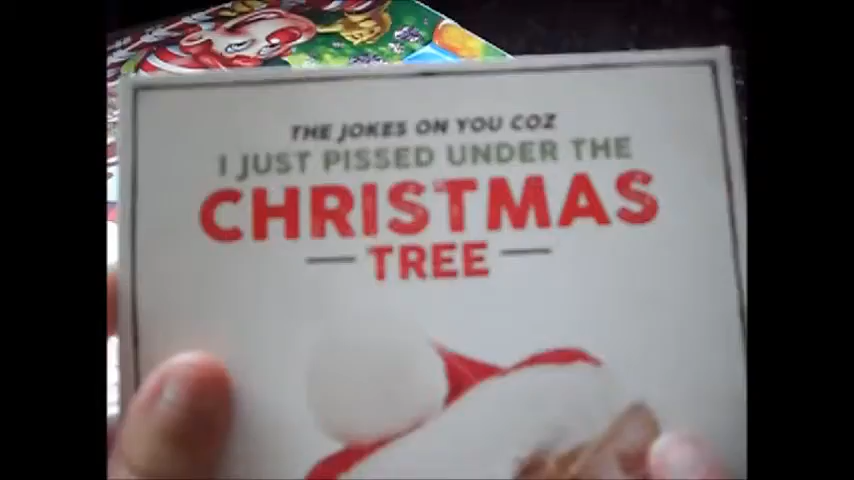 THE JOKES ON YOU COZ
I JUST PISSED UNDER THE
CHRISTMAS
TREE